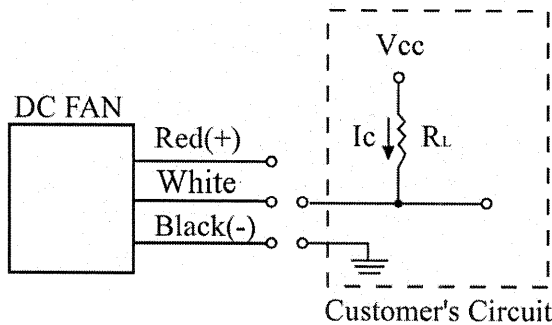 Vcc
DC FAN
Red(+)
Ic
RL
White
Black(-)
Customer's Circuit